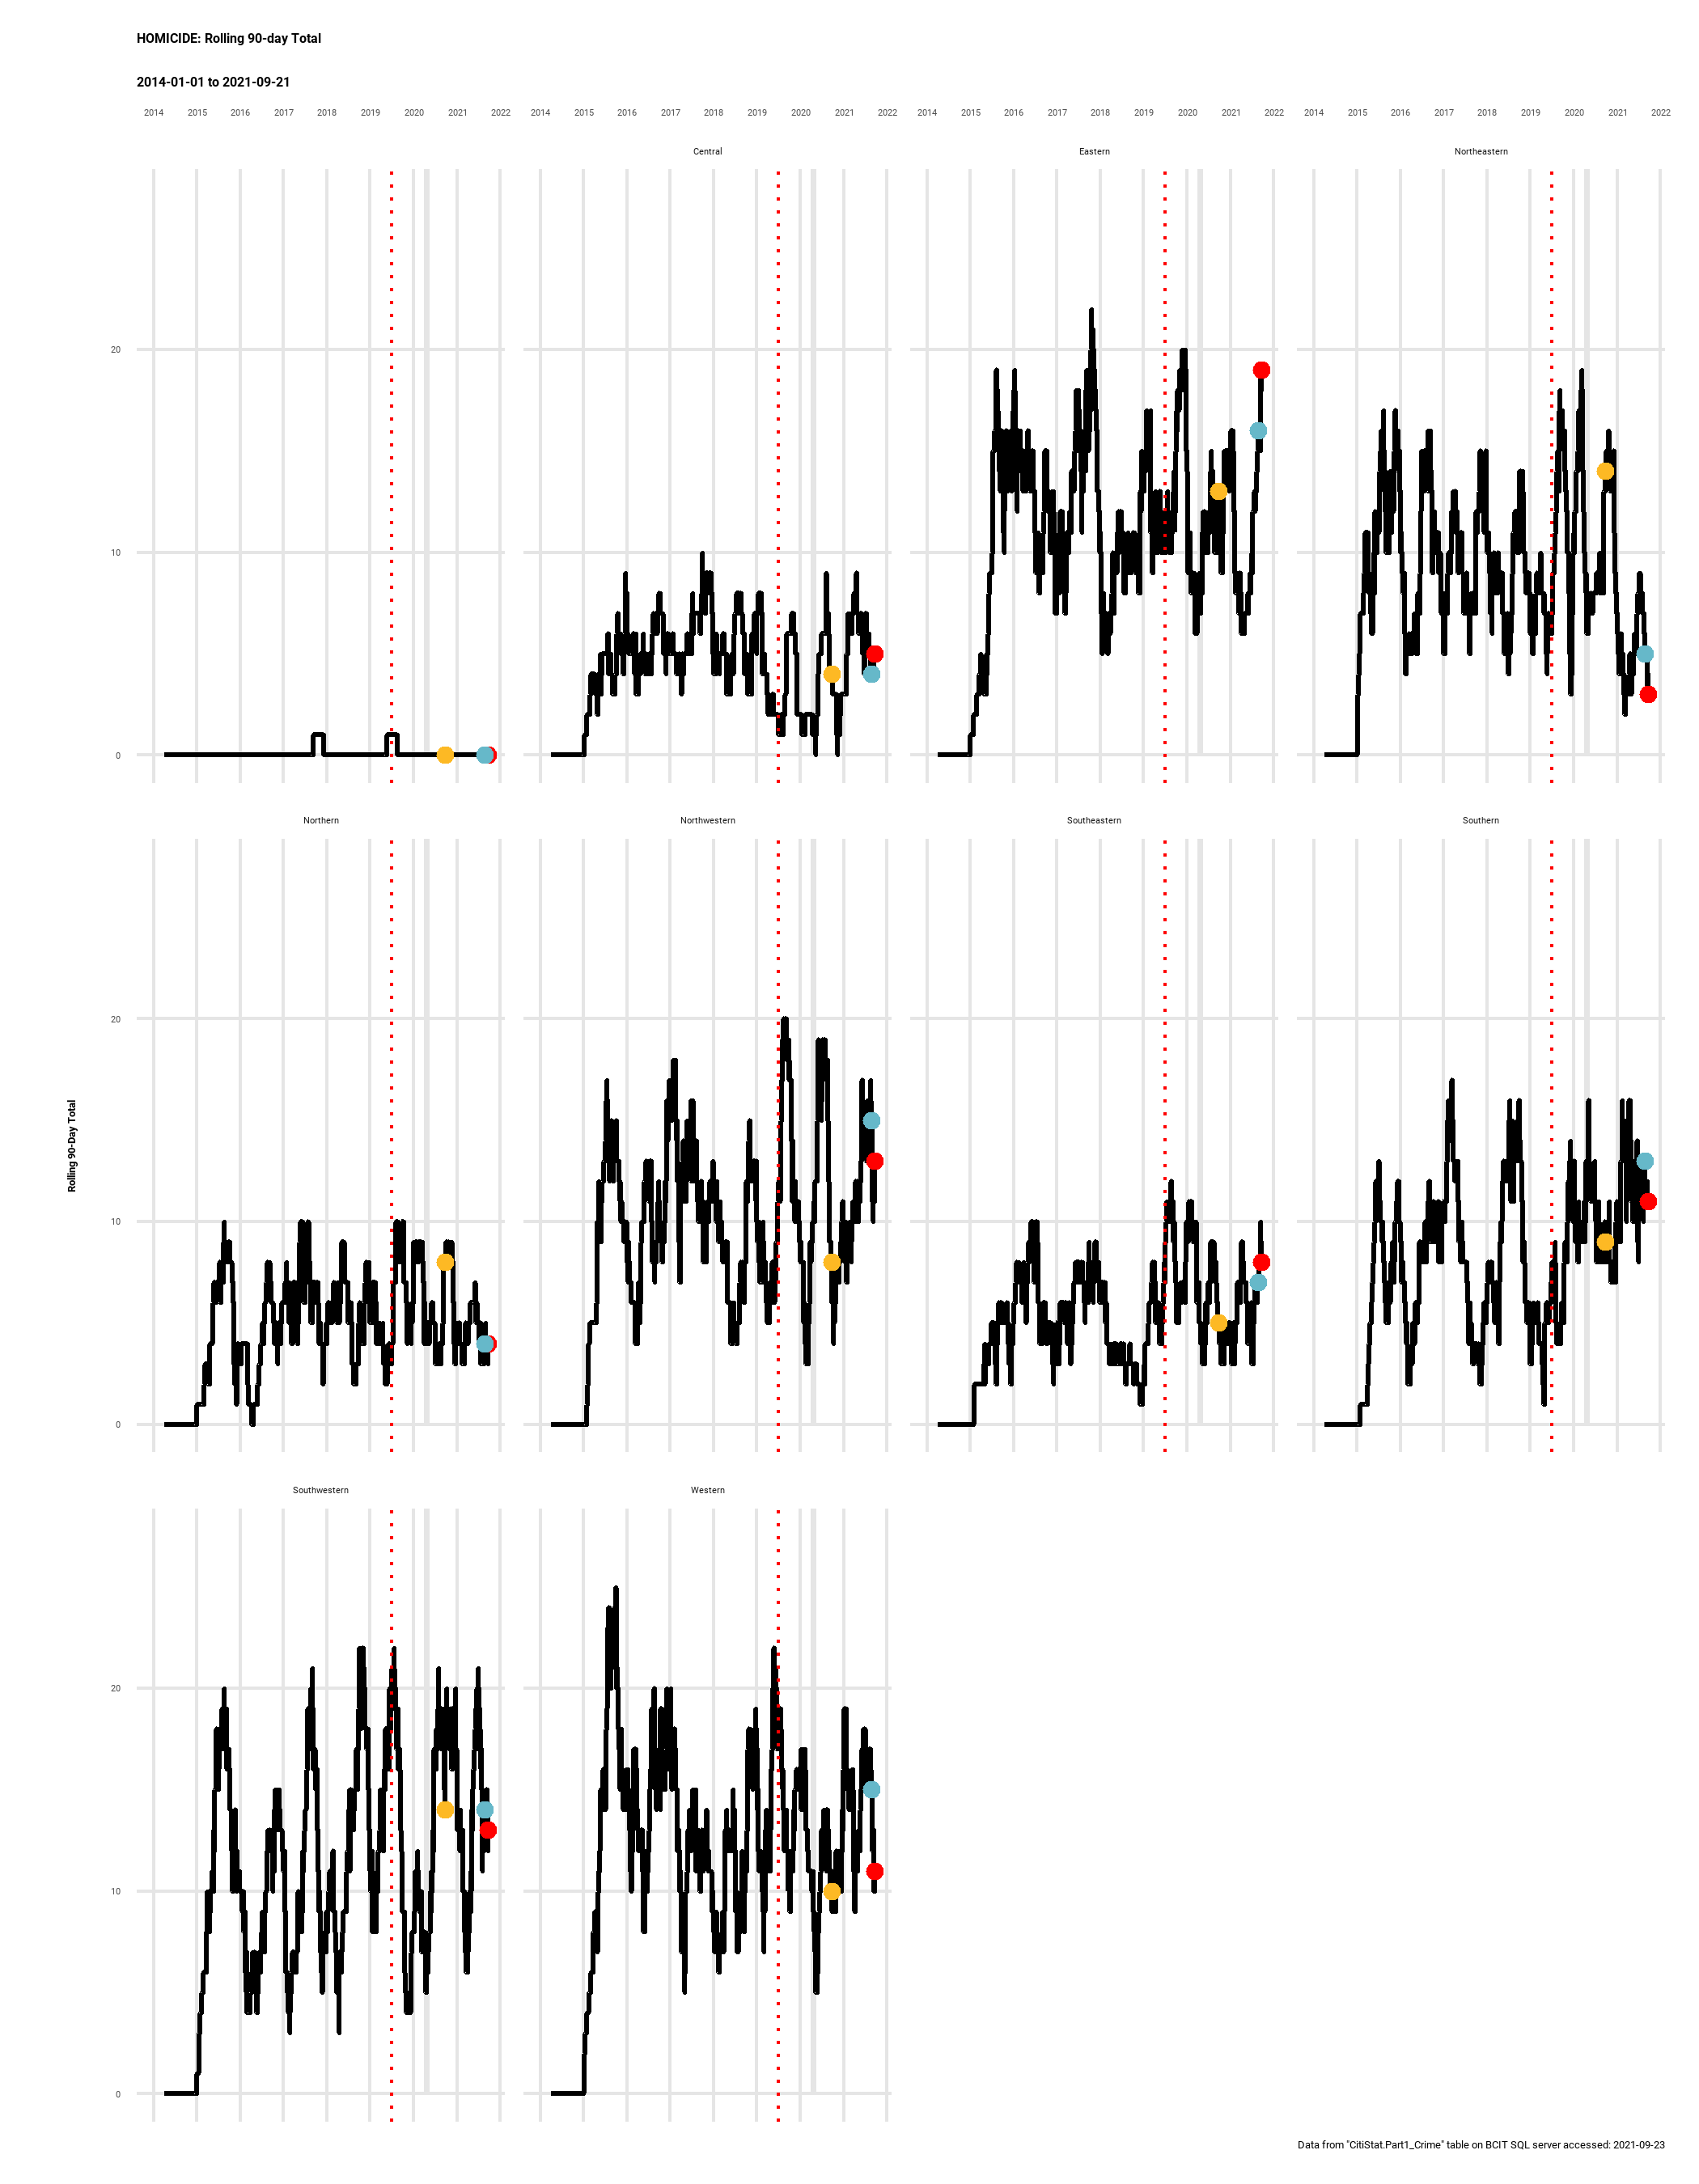 HOMICIDE: Rolling 90-day Total
2014-01-01 to 2021-09-21
2014 2015 2016 2017 2018 2019 2020 2021 2022 2014 2015 2016 2017 2018 2019 2020 2021 2022 2014 2015 2016 2017 2018 2019 2020 2021 2022 2014 2015 2016 2017 2018 2019 2020 2021 2022
Central Eastern Northeastern
20
10
0
Northern Northwestern Southeastern Southern
20
10
0
Rolling 90-Day Total
Southwestern Western
20
10
0
Data from "CitiStat.Part1_Crime" table on BCIT SQL server accessed: 2021-09-23